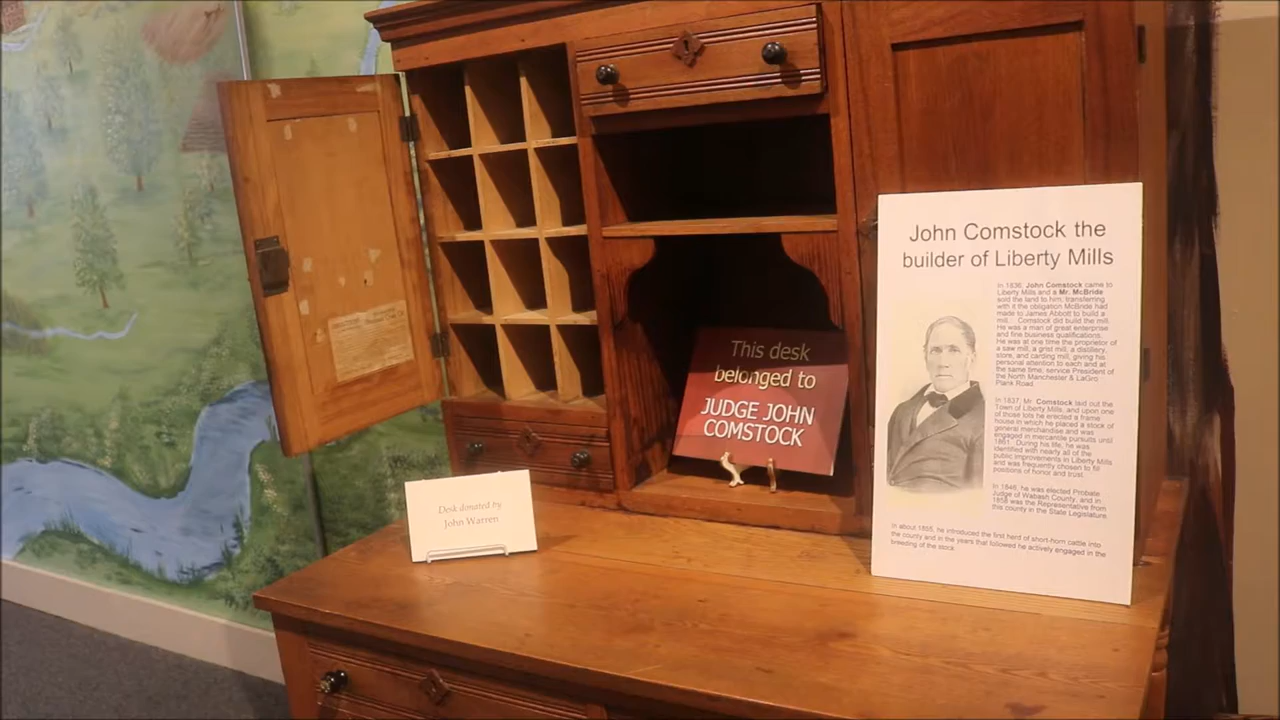 This desk
belonged to
JUDGE JOHN
COMSTOCK
Desk donated by
John Warren
John Comstock the
builder of Liberty Mills
In 1836, John Comstock came to
Liberty Mills and a Mr. McBride
sold the land to him, transferring
with it the obligation McBride had
made to James Abbott to build a
mill. Comstock did build the mill.
He was a man of great enterprise
and fine business qualifications.
He was at one time the proprietor of
a saw mill, a grist mill, a distillery,
store, and carding mill, giving his
personal attention to each and at
the same time, service President of
the North Manchester & LaGro
Plank Road.
In 1837, Mr. Comstock laid out the
Town of Liberty Mills, and upon one
of those lots he erected a frame
house in which he placed a stock of
general merchandise and was
engaged in mercantile pursuits until
1861. During his life, he was
identified with nearly all of the
public improvements in Liberty Mills
and was frequently chosen to fill
positions of honor and trust.
In 1846, he was elected Probate
Judge of Wabash County, and in
1858 was the Representative from
this county in the State Legislature.
In about 1855, he introduced the first herd of short-horn cattle into
the county and in the years that followed he actively engaged in the
breeding of the stora.